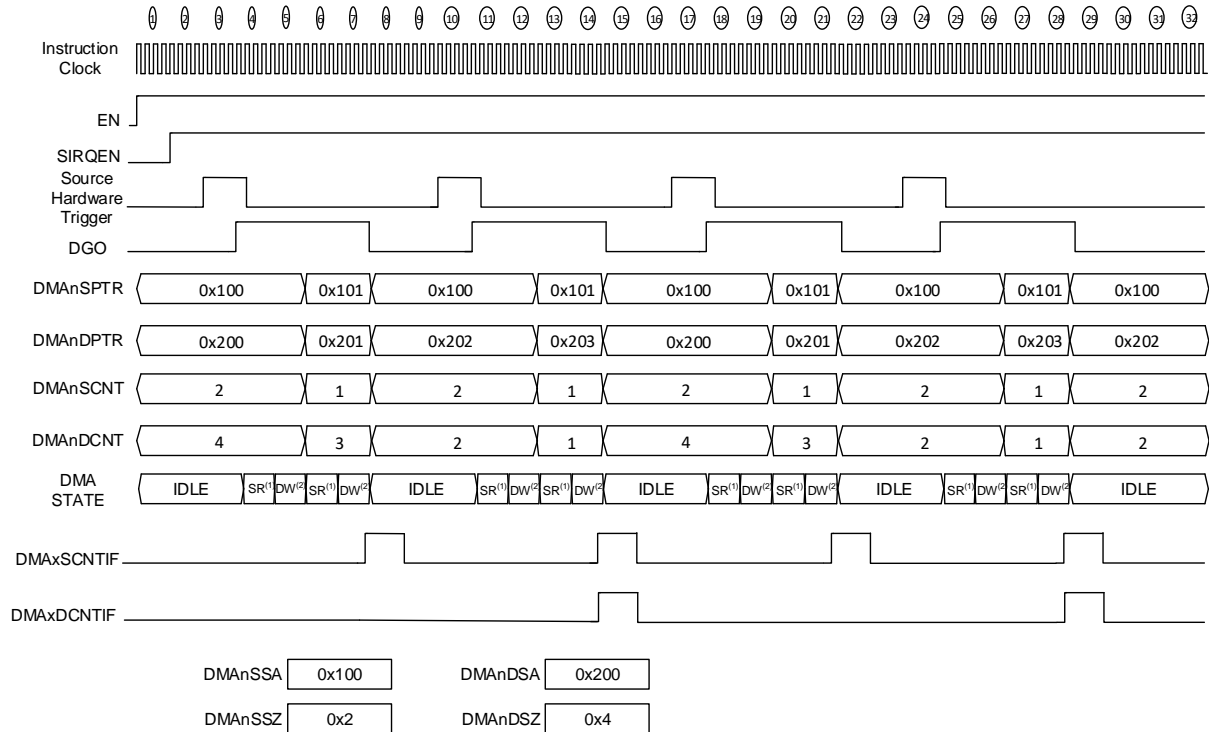 1 2 3 4 5 6 7 8 9 10 11 12 13 14 15 16 17 18 19 20 21 22 23 24 25 26 27 28 29 30 31 32
Instruction
Clock
EN
SIRQEN
Source
Hardware
Trigger
DGO
DMAnSPTR 0x100 0x101 0x100 0x101 0x100 0x101 0x100 0x101 0x100
DMAnDPTR 0x200 0x201 0x202 0x203 0x200 0x201 0x202 0x203 0x202
DMAnSCNT 2 1 2 1 2 1 2 1 2
DMAnDCNT 4 3 2 1 4 3 2 1 2
DMA
STATE
IDLE SR(1) DW(2) SR(1) DW(2) IDLE SR(1) DW(2) SR(1) DW(2) IDLE SR(1) DW(2) SR(1) DW(2) IDLE SR(1) DW(2) SR(1) DW(2) IDLE
DMAxSCNTIF
DMAxDCNTIF
DMAnSSA 0x100 DMAnDSA 0x200
DMAnSSZ 0x2 DMAnDSZ 0x4